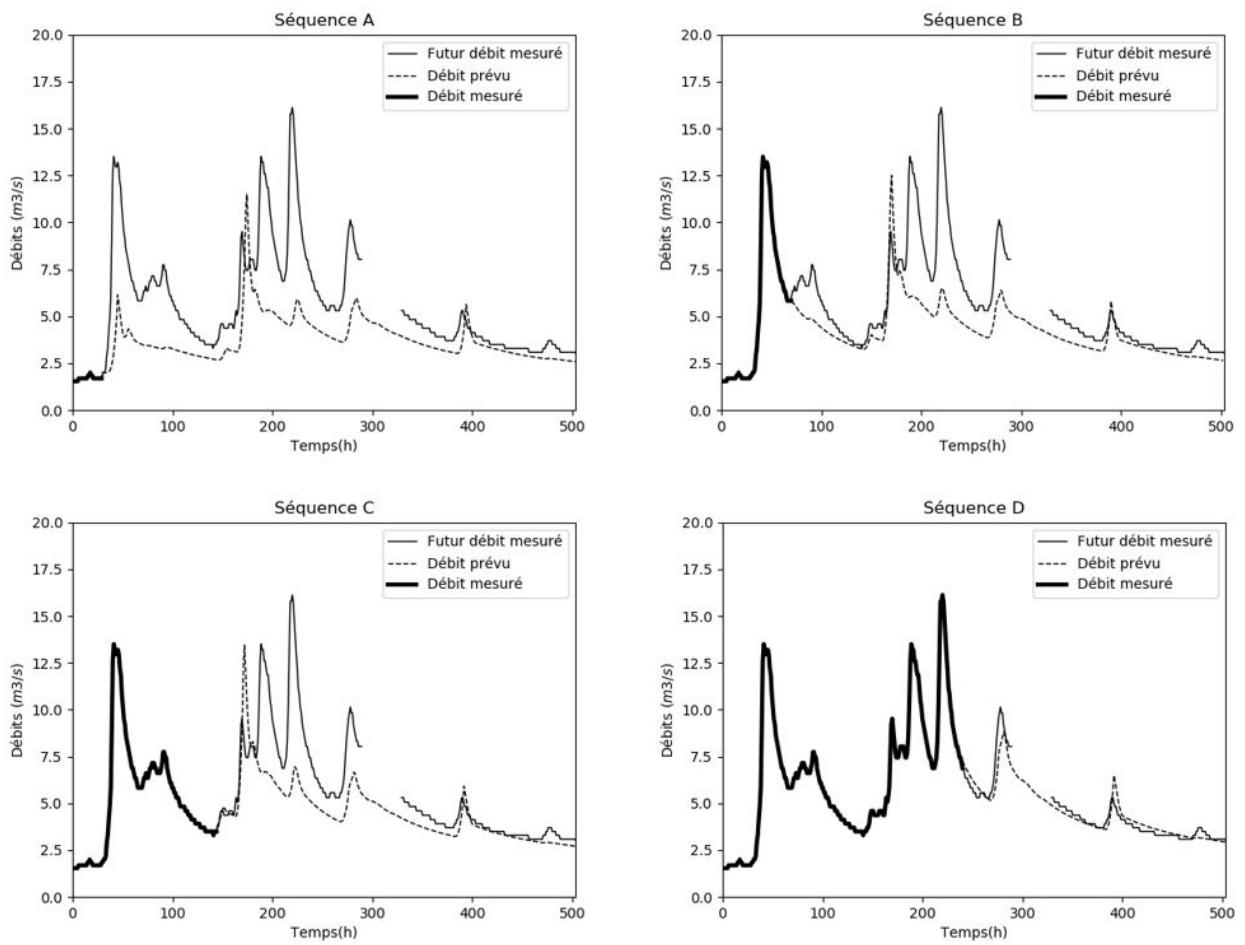 Séquence A
20.0
17.5
15.0
12.5
10.0
7.5
5.0
2.5
0.0
Débits (m3/s)
0 100 200 300 400 500
Temps(h)
Futur débit mesuré
Débit prévu
Débit mesuré
Séquence B
20.0
17.5
15.0
12.5
10.0
7.5
5.0
2.5
0.0
Débits (m3/s)
0 100 200 300 400 500
Temps(h)
Futur débit mesuré
Débit prévu
Débit mesuré
Séquence C
20.0
17.5
15.0
12.5
10.0
7.5
5.0
2.5
0.0
Débits (m3/s)
0 100 200 300 400 500
Temps(h)
Futur débit mesuré
Débit prévu
Débit mesuré
Séquence D
20.0
17.5
15.0
12.5
10.0
7.5
5.0
2.5
0.0
Débits (m3/s)
0 100 200 300 400 500
Temps(h)
Futur débit mesuré
Débit prévu
Débit mesuré